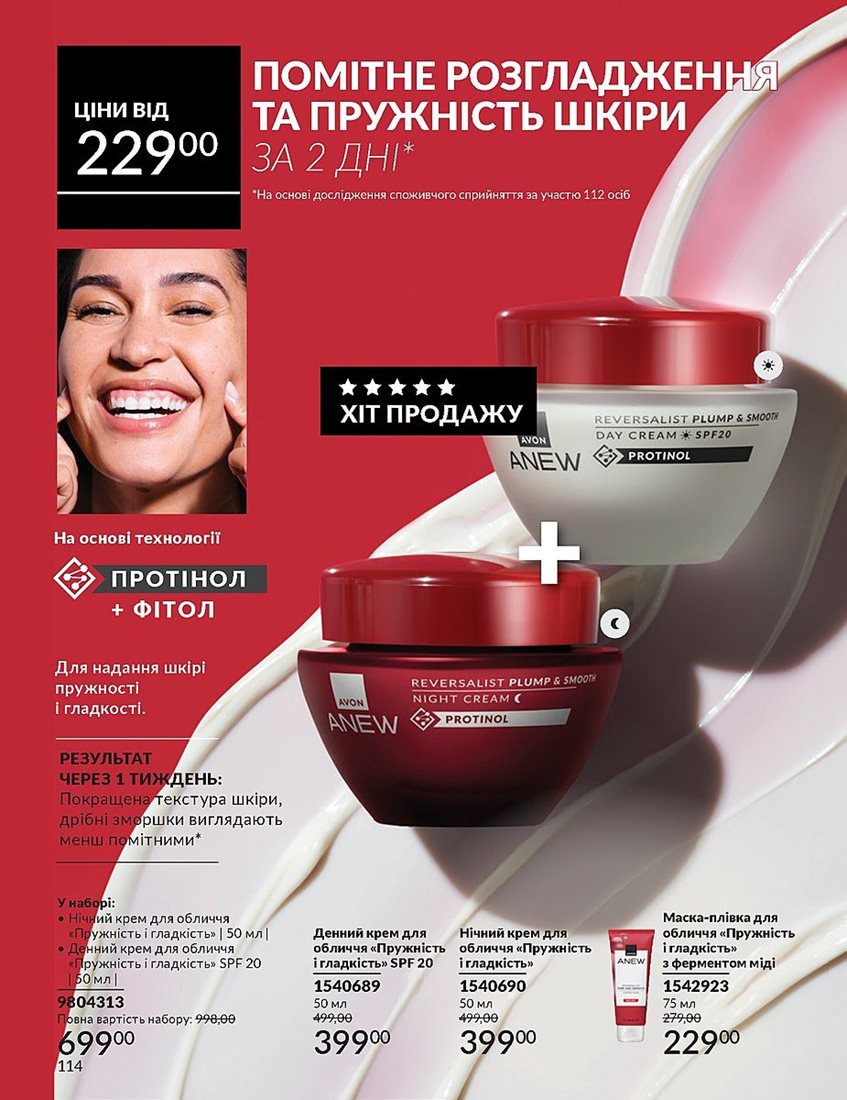 ЦІНИ ВІД
229⁰⁰
ПОМІТНЕ РОЗГЛАДЖЕННЯ
ТА ПРУЖНІСТЬ ШКІРИ
ЗА 2 ДНІ*
*На основі дослідження споживчого сприйняття за участю 112 осіб
ХІТ ПРОДАЖУ
REVERSALIST PLUMP & SMOOTH
DAY CREAM SPF20
AVON
ANEW
PROTINOL
На основі технології
ПРОТІНОЛ
+ ФІТОЛ
REVERSALIST PLUMP & SMOOTH
NIGHT CREAM
AVON
ANEW
PROTINOL
Для надання шкірі
пружності
і гладкості.
РЕЗУЛЬТАТ
ЧЕРЕЗ 1 ТИЖДЕНЬ:
Покращена текстура шкіри,
дрібні зморшки виглядають
менш помітними*
У наборі:
• Нічний крем для обличчя
«Пружність і гладкість» | 50 мл |
• Денний крем для обличчя
«Пружність і гладкість» SPF 20
| 50 мл |
9804313
Повна вартість набору: 998,00
699⁰⁰
Денний крем для
обличчя «Пружність
і гладкість» SPF 20
1540689
50 мл
499,00
399⁰⁰
Нічний крем для
обличчя «Пружність
і гладкість»
1540690
50 мл
499,00
399⁰⁰
ANEW
Маска-плівка для
обличчя «Пружність
і гладкість»
з ферментом міді
1542923
75 мл
279,00
229⁰⁰
114